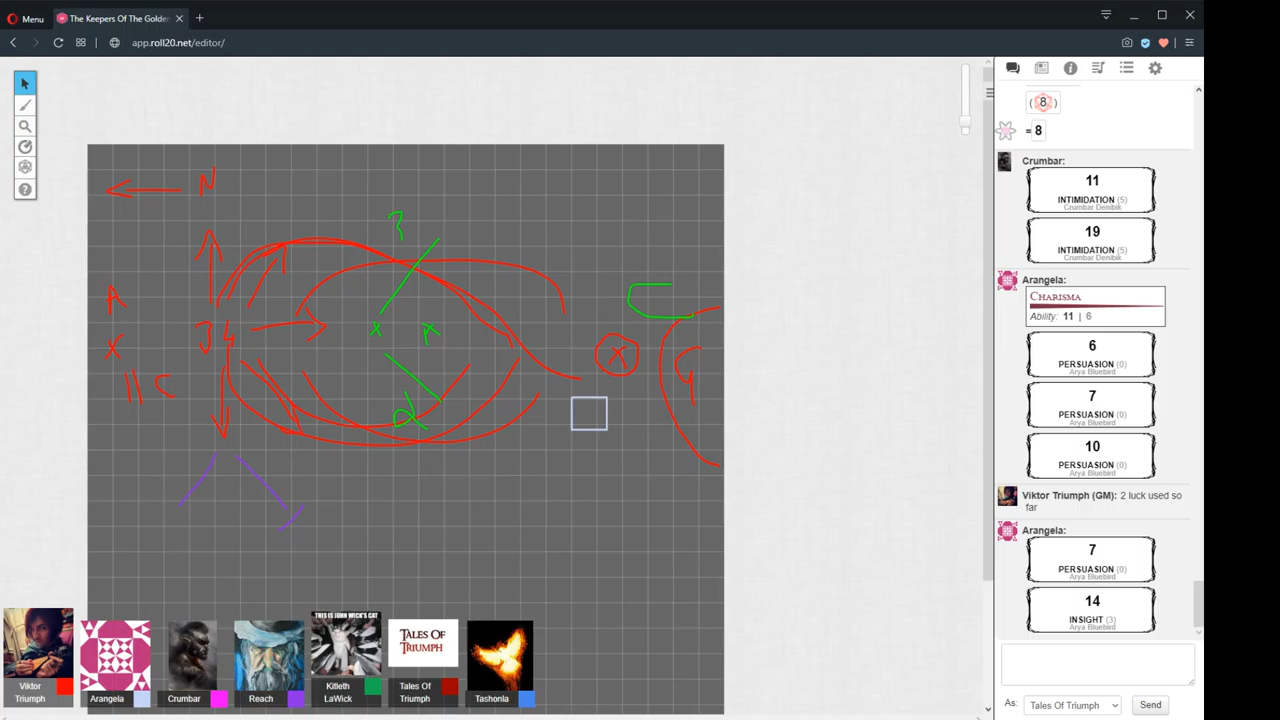 Menu
The Keepers Of The Golden
app.roll20.net/editor/
N
A
X
11 C
34
?
X
(8)
= 8
Crumbar:
11
INTIMIDATION (5)
Crumbar Denibik
19
INTIMIDATION (5)
Crumbar Denibik
Arangela:
CHARISMA
Ability: 11 | 6
6
PERSUASION (0)
Arya Bluebird
7
PERSUASION (0)
Arya Bluebird
10
PERSUASION (0)
Arya Bluebird
Viktor Triumph (GM): 2 luck used so
far
Arangela:
7
PERSUASION (0)
Arya Bluebird
14
INSIGHT (3)
Arya Bluebird
THIS IS JOHN WICK'S CAT
TALES OF
TRIUMPH
Viktor
Triumph
Arangela
Crumbar
Reach
Killeth
LaWick
Tales Of
Triumph
Tashonla
As:
Tales Of Triumph
Send